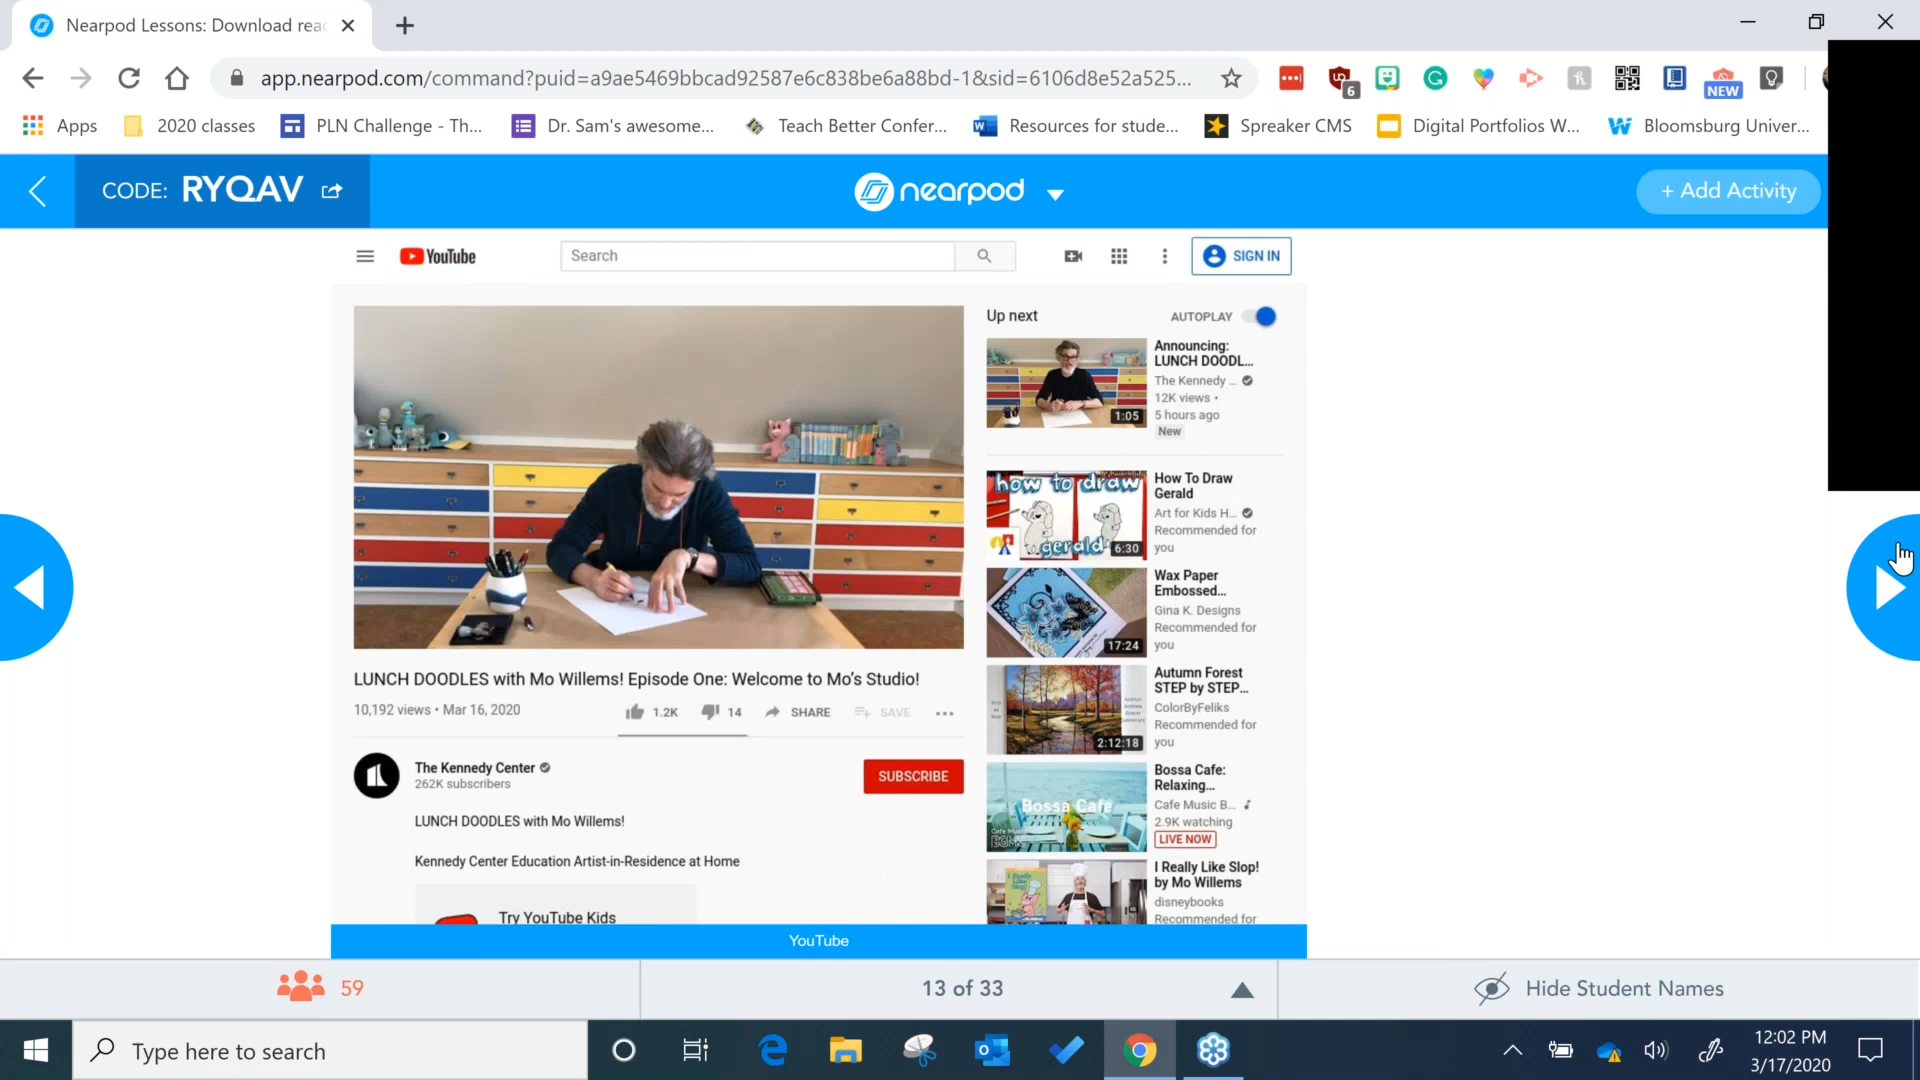 Nearpod Lessons: Download rea
app.nearpod.com/command?puid=a9ae5469bbcad92587e6c838be6a88bd-1&sid=6106d8e52a525...
6
NEW
Apps
2020 classes
PLN Challenge - Th...
Dr. Sam's awesome...
Teach Better Confer...
Resources for stude...
Spreaker CMS
Digital Portfolios W...
Bloomsburg Univer...
CODE: RYQAV
nearpod
+ Add Activity
YouTube
Search
SIGN IN
Up next
AUTOPLAY
Announcing:
LUNCH DOODL...
The Kennedy ...
12K views •
5 hours ago
New
1:05
how to draw
gerald
6:30
How To Draw
Gerald
Art for Kids H...
Recommended for
you
17:24
Wax Paper
Embossed...
Gina K. Designs
Recommended for
you
2:12:18
Autumn Forest
STEP by STEP...
ColorByFeliks
Recommended for
you
Bossa Cafe
Cafe Music
BGM
Bossa Cafe:
Relaxing...
Cafe Music B...
2.9K watching
LIVE NOW
I Really Like Slop!
I Really Like Slop!
by Mo Willems
disneybooks
Recommended for
LUNCH DOODLES with Mo Willems! Episode One: Welcome to Mo's Studio!
10,192 views • Mar 16, 2020
1.2K
14
SHARE
SAVE
The Kennedy Center
262K subscribers
SUBSCRIBE
LUNCH DOODLES with Mo Willems!
Kennedy Center Education Artist-in-Residence at Home
Try YouTube Kids
YouTube
59
13 of 33
Hide Student Names
Type here to search
12:02 PM
3/17/2020